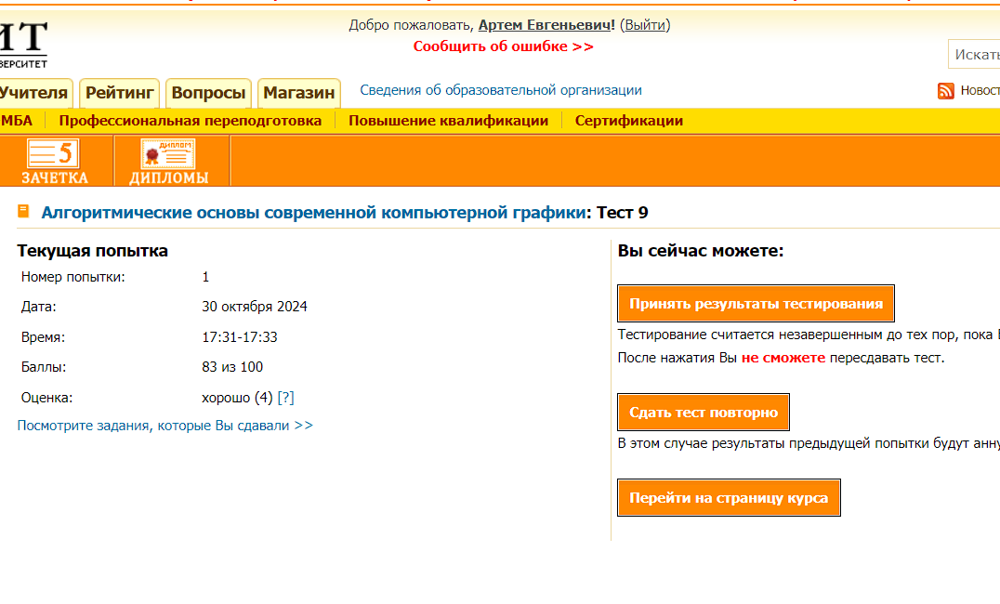 Добро пожаловать, Артем Евгеньевич! (Выйти)
ИТ
Сообщить об ошибке >>
Искать
ВЕРСИТЕТ
Учителя Рейтинг Вопросы Магазин Сведения об образовательной организации Новост
МБА Профессиональная переподготовка Повышение квалификации Сертификации
5 ДИПЛОМ
ЗАЧЕТКА ДИПЛОМЫ
Алгоритмические основы современной компьютерной графики: Тест 9
Текущая попытка
Номер попытки: 1
Дата: 30 октября 2024
Время: 17:31-17:33
Баллы: 83 из 100
Оценка: хорошо (4) [?]
Посмотрите задания, которые Вы сдавали >>
Вы сейчас можете:
Принять результаты тестирования
Тестирование считается незавершенным до тех пор, пока
После нажатия Вы не сможете пересдавать тест.
Сдать тест повторно
В этом случае результаты предыдущей попытки будут анну
Перейти на страницу курса